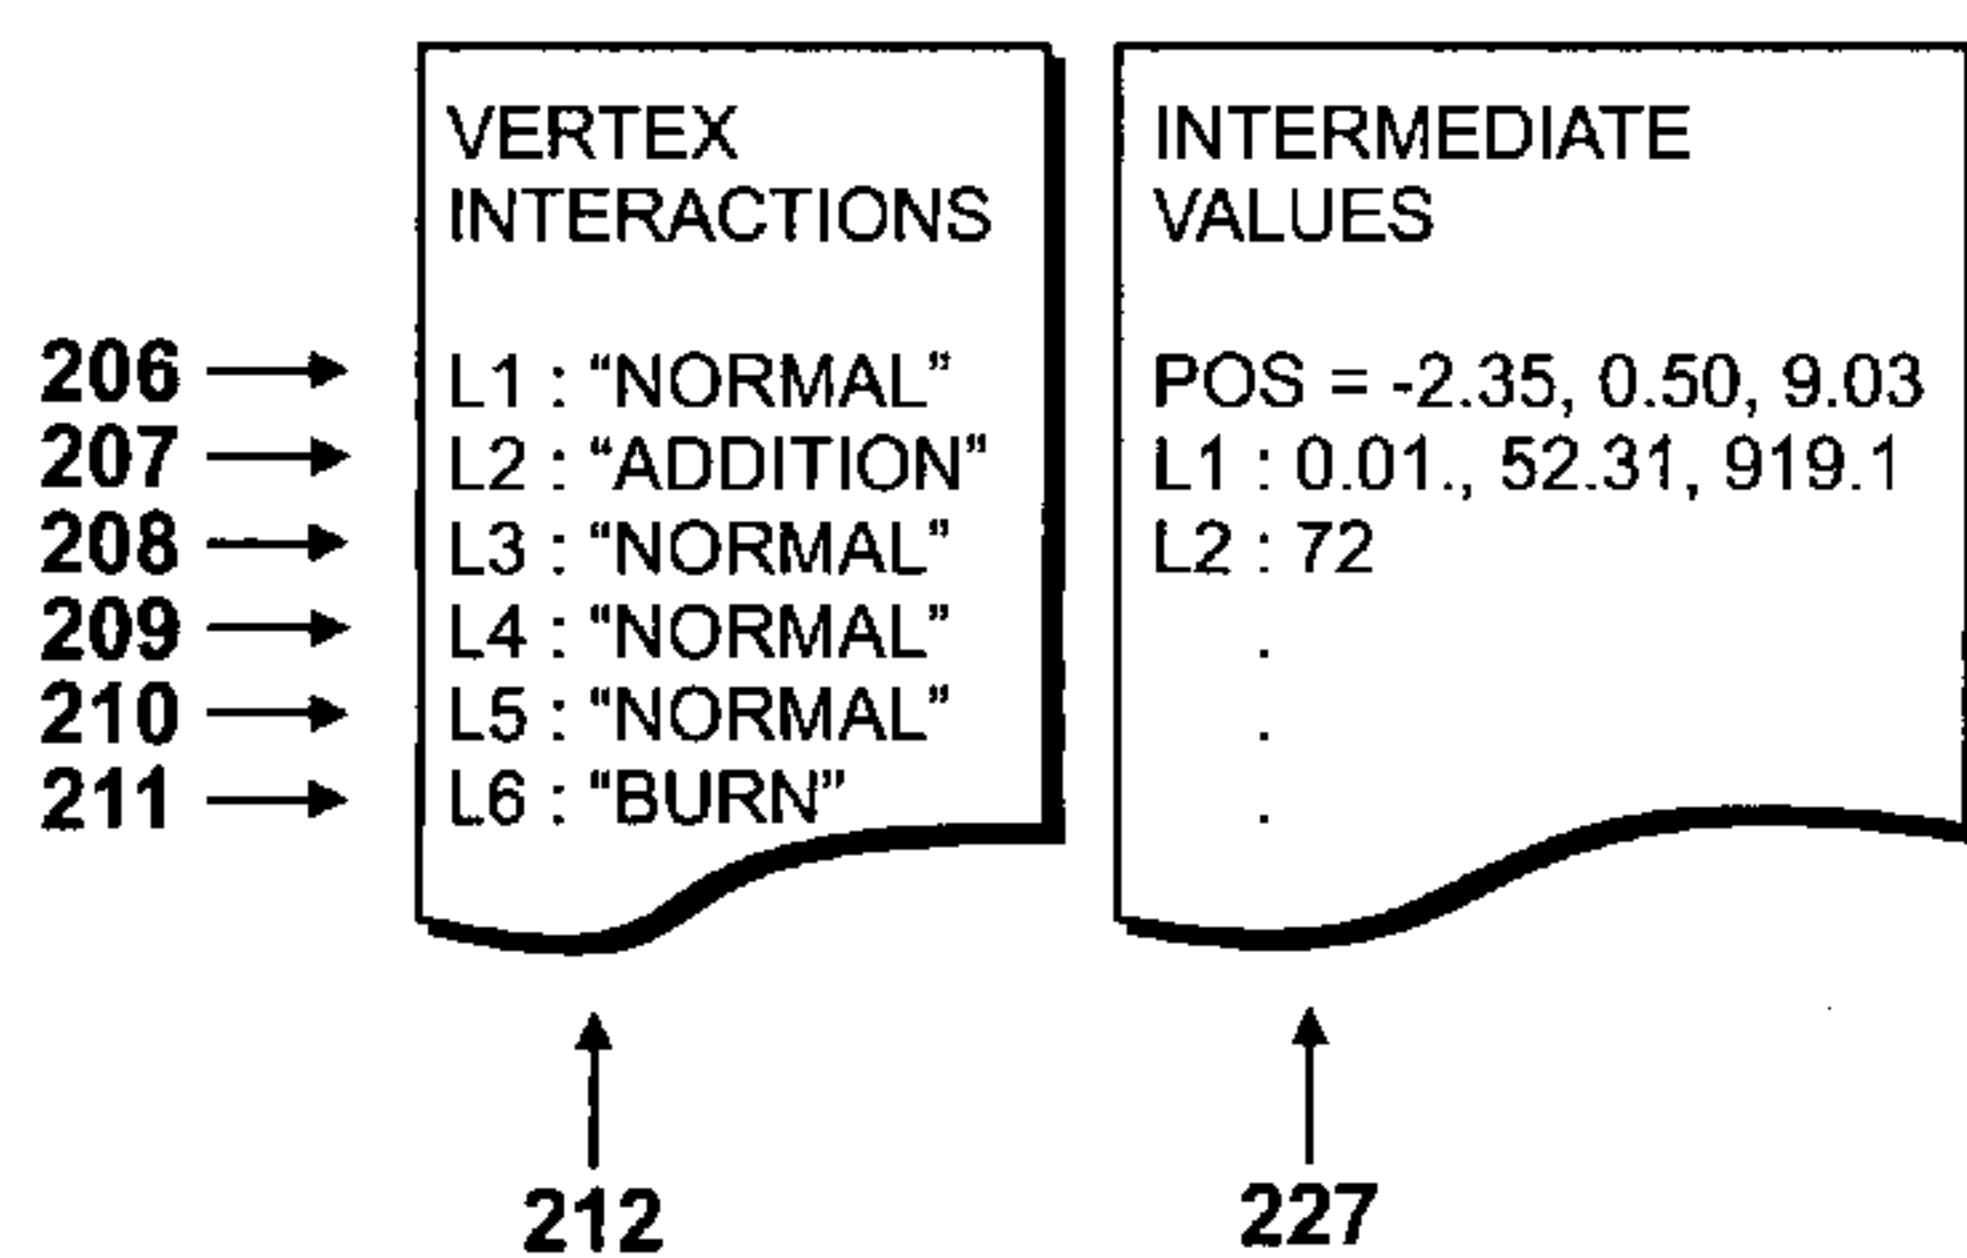 VERTEX
INTERACTIONS
206
L1 : “NORMAL”
207
L2 : “ADDITION”
208
L3 : “NORMAL”
209
L4 : “NORMAL”
210
L5 : “NORMAL”
211
L6 : “BURN”
212
INTERMEDIATE
VALUES
POS = -2.35, 0.50, 9.03
L1 : 0.01., 52.31, 919.1
L2 : 72
.
.
.
227